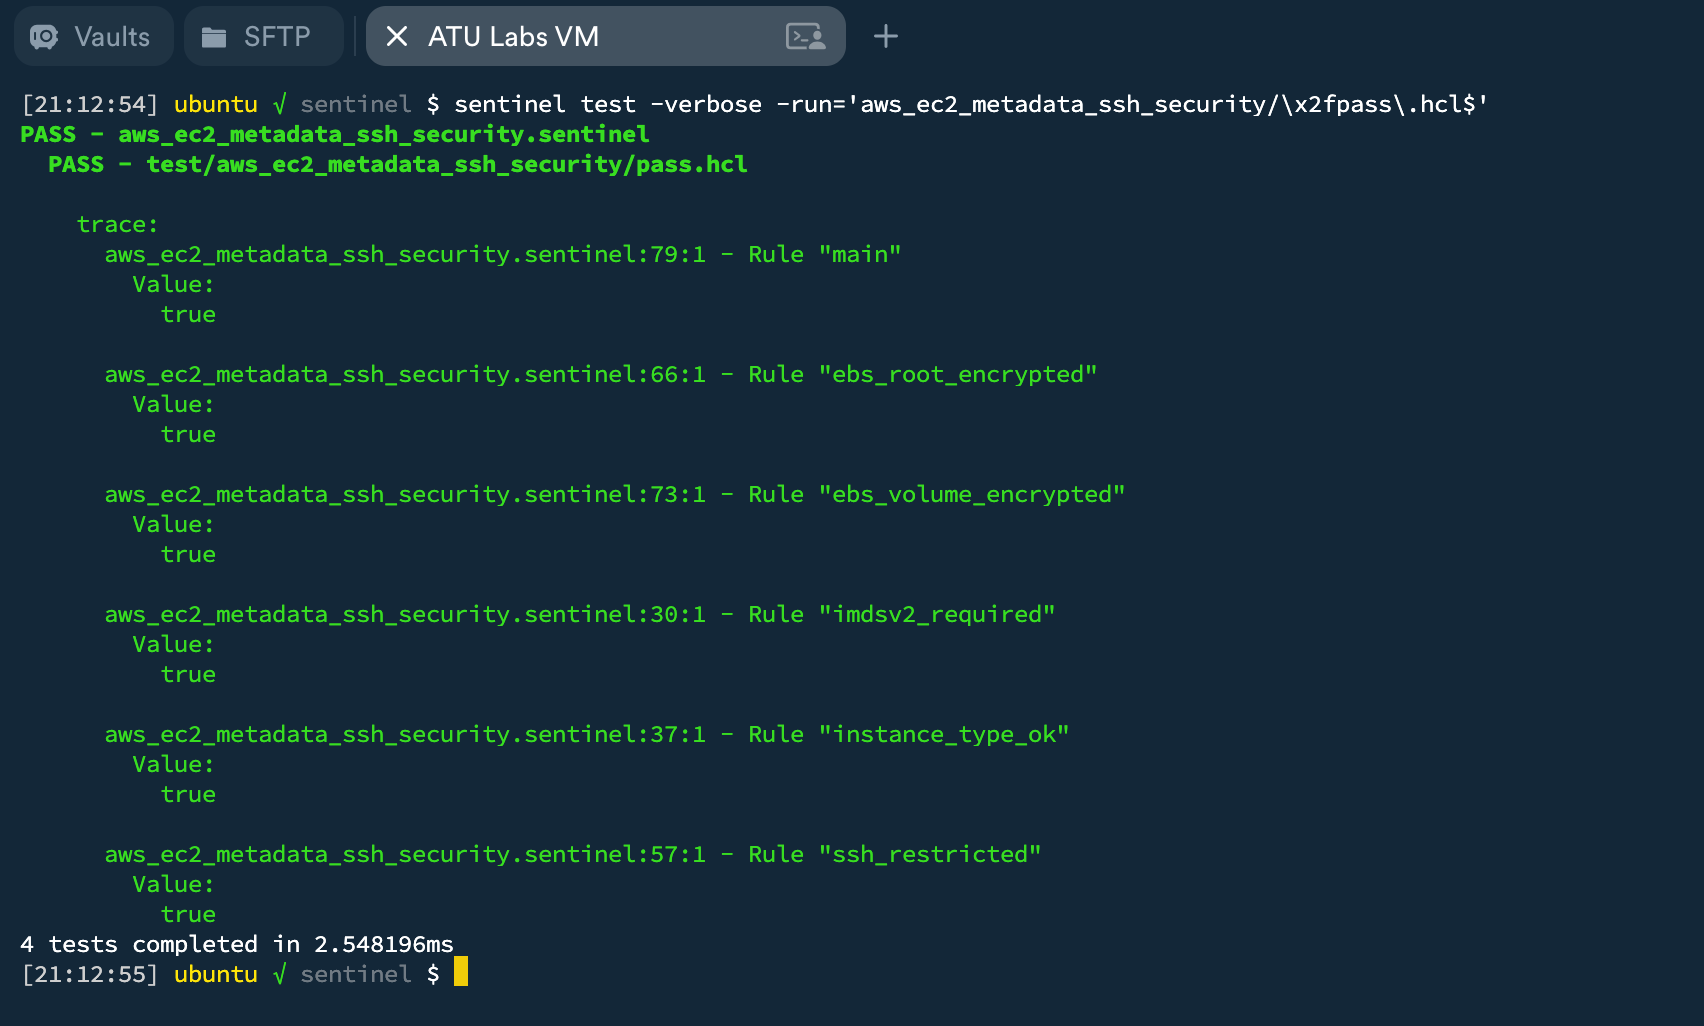 Vaults SFTP ATU Labs VM
[21:12:54] ubuntu √ sentinel $ sentinel test -verbose -run='aws_ec2_metadata_ssh_security/\x2fpass\.hcl$'
PASS - aws_ec2_metadata_ssh_security.sentinel
PASS - test/aws_ec2_metadata_ssh_security/pass.hcl
trace:
aws_ec2_metadata_ssh_security.sentinel:79:1 - Rule "main"
Value:
true
aws_ec2_metadata_ssh_security.sentinel:66:1 - Rule "ebs_root_encrypted"
Value:
true
aws_ec2_metadata_ssh_security.sentinel:73:1 - Rule "ebs_volume_encrypted"
Value:
true
aws_ec2_metadata_ssh_security.sentinel:30:1 - Rule "imdsv2_required"
Value:
true
aws_ec2_metadata_ssh_security.sentinel:37:1 - Rule "instance_type_ok"
Value:
true
aws_ec2_metadata_ssh_security.sentinel:57:1 - Rule "ssh_restricted"
Value:
true
4 tests completed in 2.548196ms
[21:12:55] ubuntu √ sentinel $